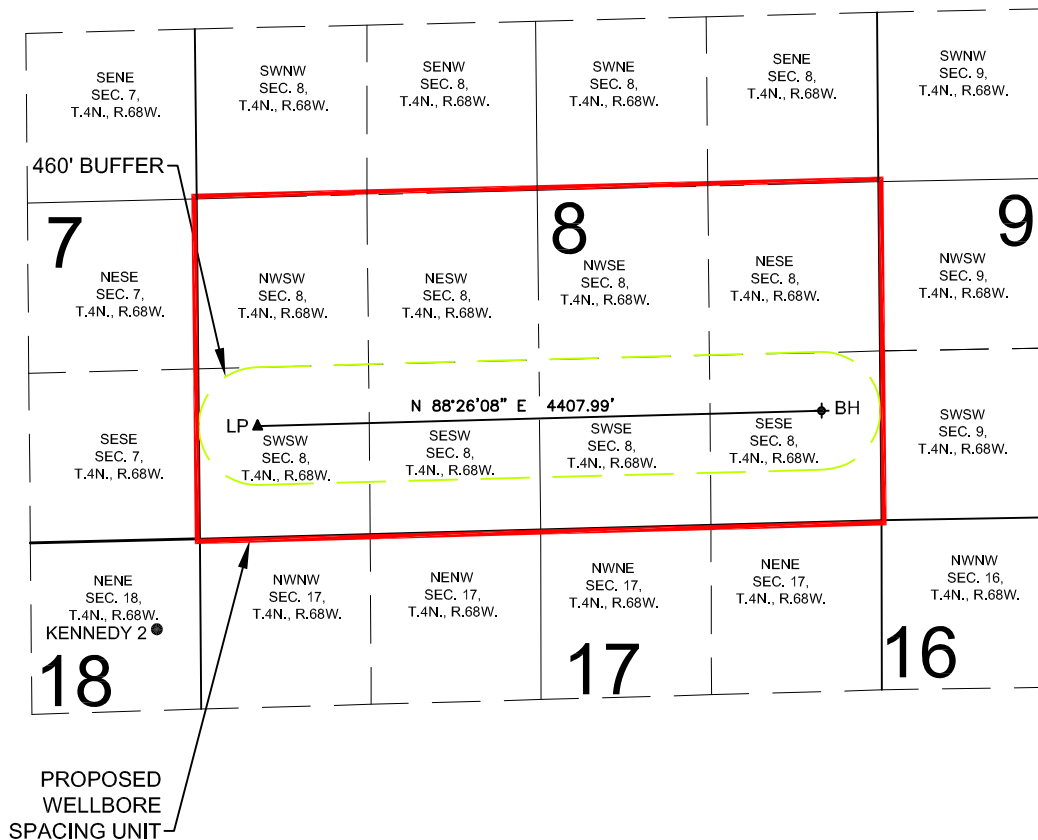 SENE
SEC. 7,
T.4N., R.68W.
SWNW
SEC. 8,
T.4N., R.68W.
SENW
SEC. 8,
T.4N., R.68W.
SWNE
SEC. 8,
T.4N., R.68W.
SENE
SEC. 8,
T.4N., R.68W.
SWNW
SEC. 9,
T.4N., R.68W.
460' BUFFER
7
8
9
NESE
SEC. 7,
T.4N., R.68W.
NWSW
SEC. 8,
T.4N., R.68W.
NESW
SEC. 8,
T.4N., R.68W.
NWSE
SEC. 8,
T.4N., R.68W.
NESE
SEC. 8,
T.4N., R.68W.
NWSW
SEC. 9,
T.4N., R.68W.
N 88°26'08" E 4407.99'
LP
BH
SESE
SEC. 7,
T.4N., R.68W.
SWSW
SEC. 8,
T.4N., R.68W.
SESW
SEC. 8,
T.4N., R.68W.
SWSE
SEC. 8,
T.4N., R.68W.
SESE
SEC. 8,
T.4N., R.68W.
SWSW
SEC. 9,
T.4N., R.68W.
NENE
SEC. 18,
T.4N., R.68W.
KENNEDY 2
NWNW
SEC. 17,
T.4N., R.68W.
NENW
SEC. 17,
T.4N., R.68W.
NWNE
SEC. 17,
T.4N., R.68W.
NENE
SEC. 17,
T.4N., R.68W.
NWNW
SEC. 16,
T.4N., R.68W.
18
17
16
PROPOSED
WELLBORE
SPACING UNIT